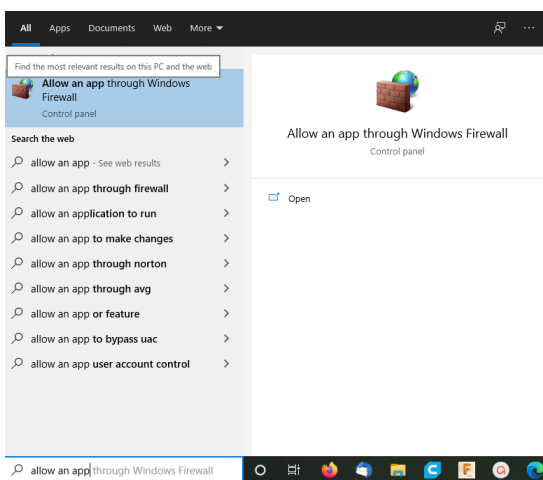 All Apps Documents Web More
Find the most relevant results on this PC and the web
Allow an app through Windows
Firewall
Control panel
Search the web
allow an app - See web results
allow an app through firewall
allow an application to run
allow an app to make changes
allow an app through norton
allow an app through avg
allow an app or feature
allow an app to bypass uac
allow an app user account control
Allow an app through Windows Firewall
Control panel
Open
allow an app through Windows Firewall